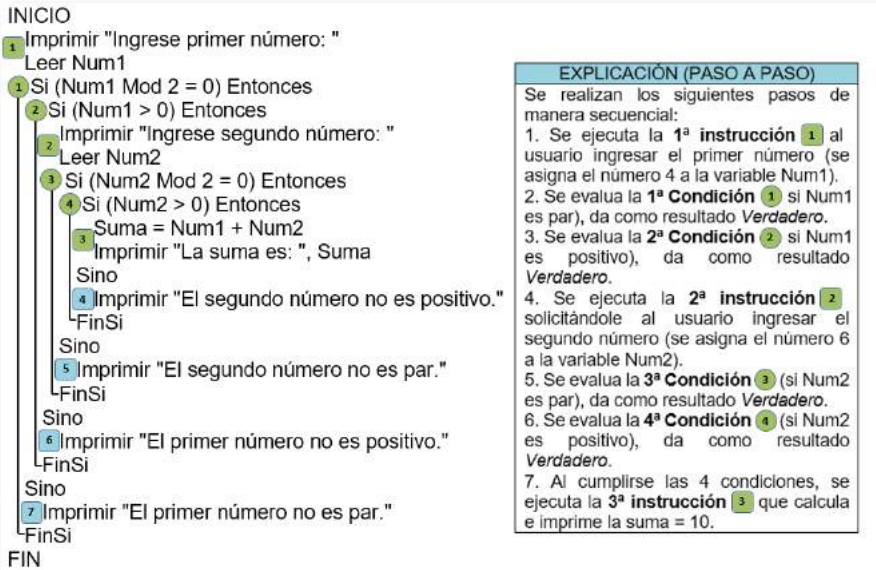 INICIO
1 Imprimir "Ingrese primer número: "
Leer Num1
1 Si (Num1 Mod 2 = 0) Entonces
2 Si (Num1 > 0) Entonces
Imprimir "Ingrese segundo número: "
2
Leer Num2
3 Si (Num2 Mod 2 = 0) Entonces
4 Si (Num2 > 0) Entonces
Suma = Num1 + Num2
3
Imprimir "La suma es: ", Suma
Sino
4 Imprimir "El segundo número no es positivo."
FinSi
Sino
5 Imprimir "El segundo número no es par."
FinSi
Sino
6 Imprimir "El primer número no es positivo."
FinSi
Sino
7 Imprimir "El primer número no es par."
FinSi
FIN
EXPLICACIÓN (PASO A PASO)
Se realizan los siguientes pasos de
manera secuencial:
1. Se ejecuta la 1ª instrucción 1 al
usuario ingresar el primer número (se
asigna el número 4 a la variable Num1).
2. Se evalua la 1ª Condición 1 si Num1
es par), da como resultado Verdadero.
3. Se evalua la 2ª Condición 2 si Num1
es positivo), da como resultado
Verdadero.
4. Se ejecuta la 2ª instrucción 2
solicitándole al usuario ingresar el
segundo número (se asigna el número 6
a la variable Num2).
5. Se evalua la 3ª Condición 3 (si Num2
es par), da como resultado Verdadero.
6. Se evalua la 4ª Condición 4 (si Num2
es positivo), da como resultado
Verdadero.
7. Al cumplirse las 4 condiciones, se
ejecuta la 3ª instrucción 3 que calcula
e imprime la suma = 10.